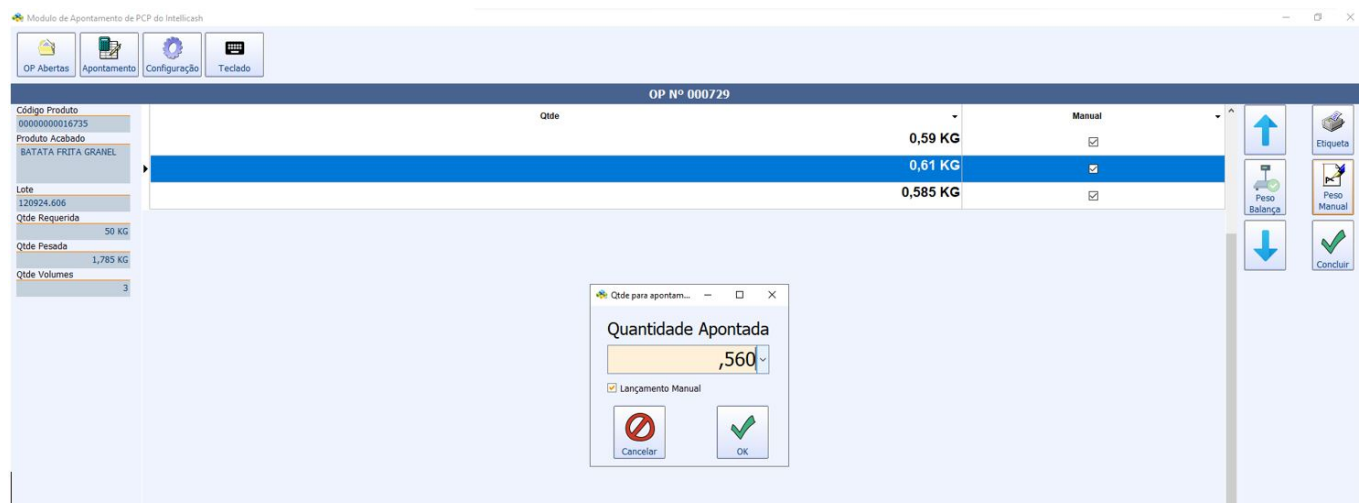 Modulo de Apontamento de PCP do Intellicash
OP Abertas
Apontamento
Configuração
Teclado
OP Nº 000729
Código Produto
00000000016735
Produto Acabado
BATATA FRITA GRANEL
Lote
120924.606
Qtde Requerida
50 KG
Qtde Pesada
1,785 KG
Qtde Volumes
3
Qtde
Manual
0,59 KG
0,61 KG
0,585 KG
Etiqueta
Peso
Balança
Peso
Manual
Concluir
Qtde para apontam...
Quantidade Apontada
,560
Lançamento Manual
Cancelar
OK